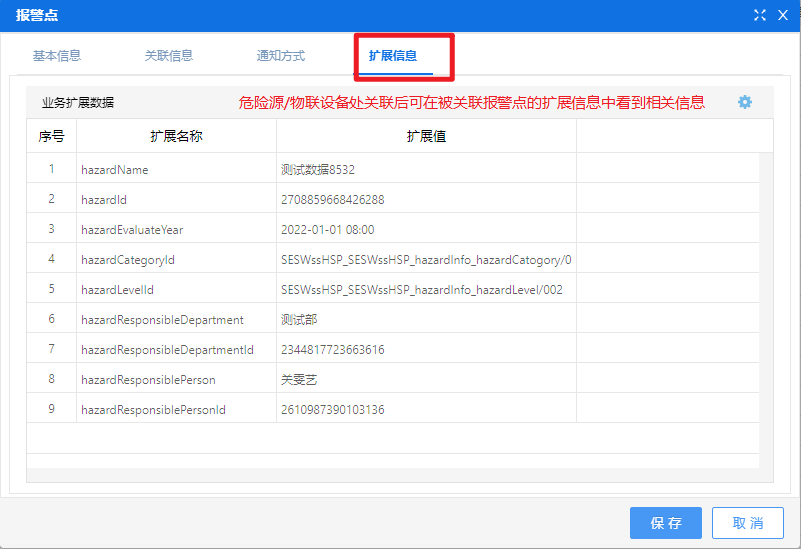 报警点
基本信息 关联信息 通知方式 扩展信息
业务扩展数据 危险源/物联设备处关联后可在被关联报警点的扩展信息中看到相关信息
序号 扩展名称 扩展值
1 hazardName 测试数据8532
2 hazardId 2708859668426288
3 hazardEvaluateYear 2022-01-01 08:00
4 hazardCategoryId SESWssHSP_SESWssHSP_hazardInfo_hazardCatogory/0
5 hazardLevelId SESWssHSP_SESWssHSP_hazardInfo_hazardLevel/002
6 hazardResponsibleDepartment 测试部
7 hazardResponsibleDepartmentId 2344817723663616
8 hazardResponsiblePerson 关雯艺
9 hazardResponsiblePersonId 2610987390103136
保存 取消